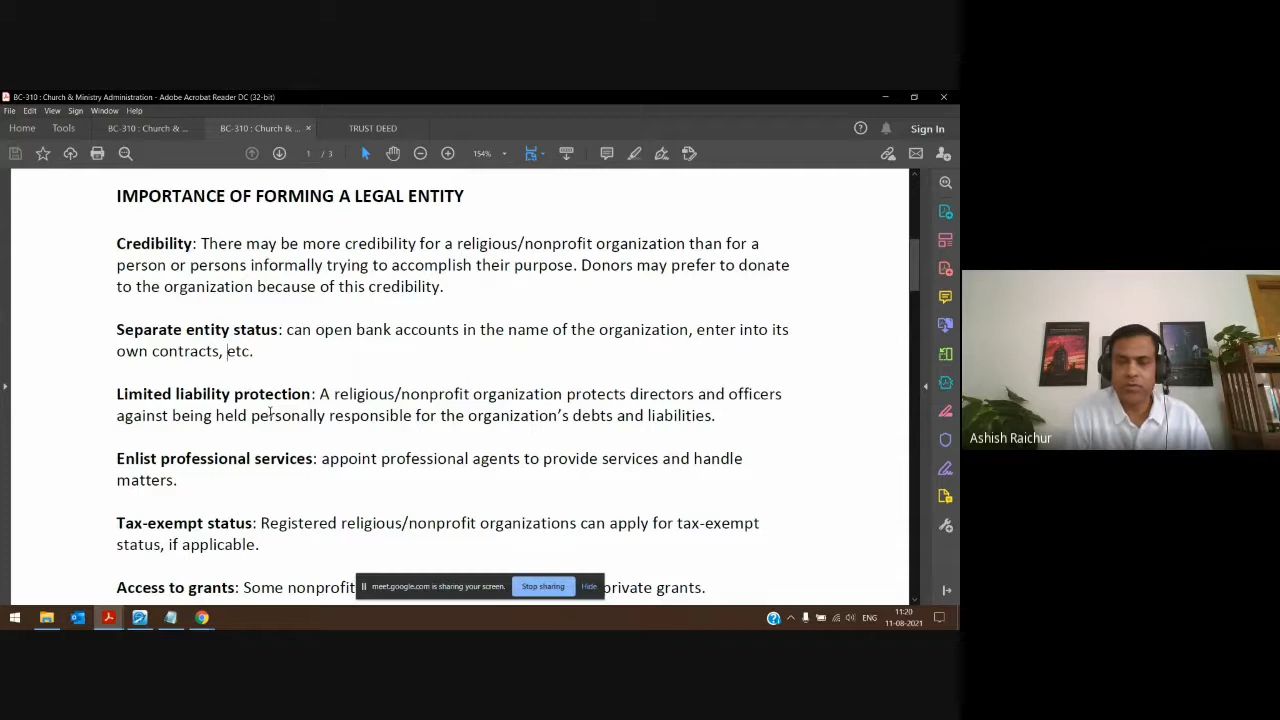 BC-310 : Church & Ministry Administration - Adobe Acrobat Reader DC (32-bit)
File Edit View Sign Window Help
Home Tools BC-310 : Church & ... BC-310 : Church & ... × TRUST DEED Sign In
1 / 3 154%
IMPORTANCE OF FORMING A LEGAL ENTITY
Credibility: There may be more credibility for a religious/nonprofit organization than for a
person or persons informally trying to accomplish their purpose. Donors may prefer to donate
to the organization because of this credibility.
Separate entity status: can open bank accounts in the name of the organization, enter into its
own contracts, etc.
Limited liability protection: A religious/nonprofit organization protects directors and officers
against being held personally responsible for the organization's debts and liabilities.
Enlist professional services: appoint professional agents to provide services and handle
matters.
Tax-exempt status: Registered religious/nonprofit organizations can apply for tax-exempt
status, if applicable.
Access to grants: Some nonprofit private grants.
meet.google.com is sharing your screen. Stop sharing Hide
ENG 11:20
11-08-2021
Ashish Raichur